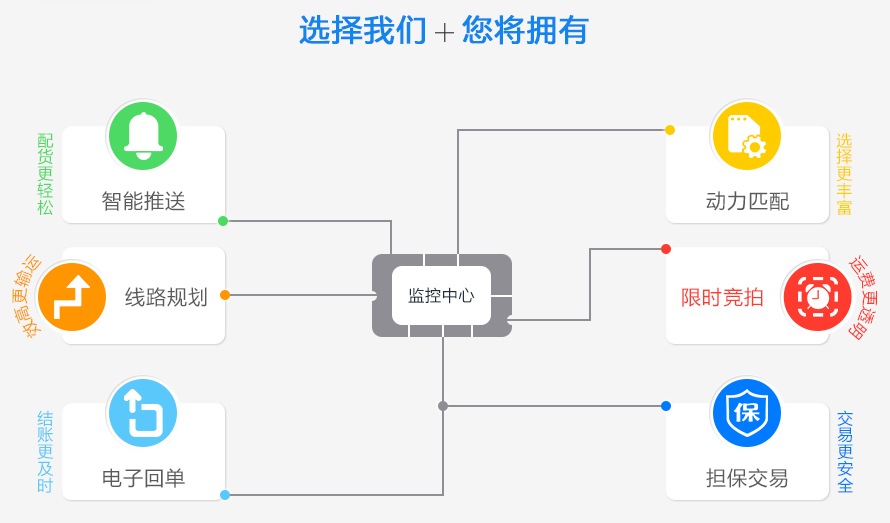 选择我们 + 您将拥有
配货更轻松
智能推送
动力匹配
选择更丰富
效高更输运
线路规划
监控中心
限时竞拍
运费更透明
结账更及时
电子回单
保
担保交易
交易更安全